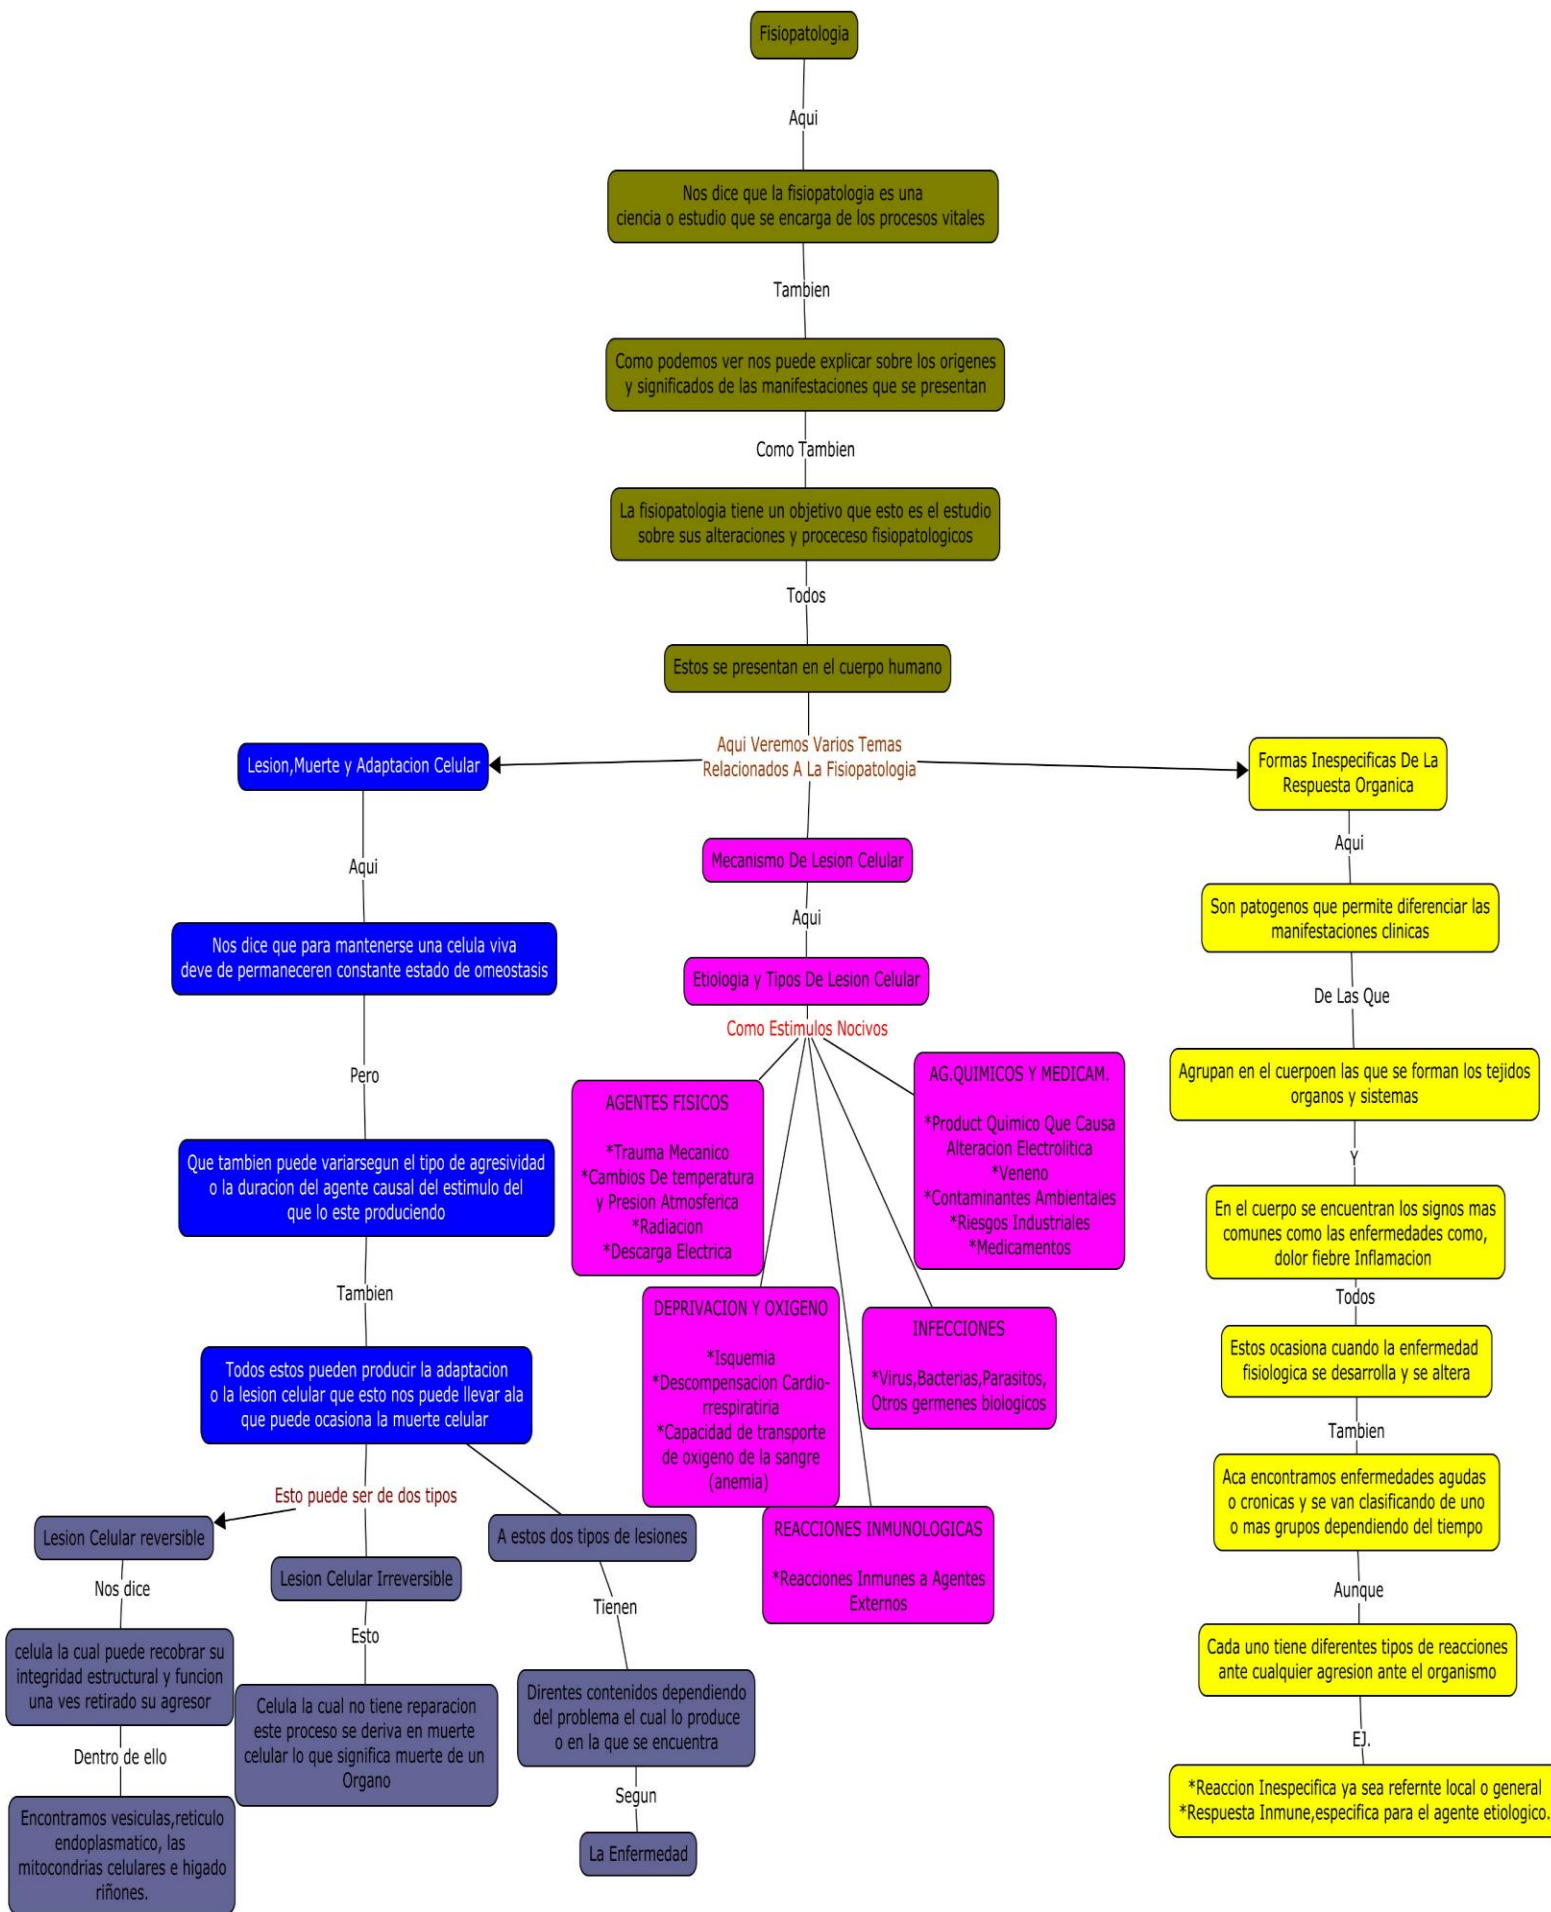 Fisiopatologia
Aqui
Nos dice que la fisiopatologia es una
ciencia o estudio que se encarga de los procesos vitales
Tambien
Como podemos ver nos puede explicar sobre los origenes
y significados de las manifestaciones que se presentan
Como Tambien
La fisiopatologia tiene un objetivo que esto es el estudio
sobre sus alteraciones y proceceso fisiopatologicos
Todos
Estos se presentan en el cuerpo humano
Aqui Veremos Varios Temas
Relacionados A La Fisiopatologia
Lesion,Muerte y Adaptacion Celular
Aqui
Nos dice que para mantenerse una celula viva
deve de permaneceren constante estado de omeostasis
Pero
Que tambien puede variarsegun el tipo de agresividad
o la duracion del agente causal del estimulo del
que lo este produciendo
Tambien
Todos estos pueden producir la adaptacion
o la lesion celular que esto nos puede llevar ala
que puede ocasiona la muerte celular
Esto puede ser de dos tipos
Lesion Celular reversible
Nos dice
celula la cual puede recobrar su
integridad estructural y funcion
una ves retirado su agresor
Dentro de ello
Encontramos vesiculas,reticulo
endoplasmatico, las
mitocondrias celulares e higado
riñones.
Lesion Celular Irreversible
Esto
Celula la cual no tiene reparacion
este proceso se deriva en muerte
celular lo que significa muerte de un
Organo
A estos dos tipos de lesiones
Tienen
Dirентes contenidos dependiendo
del problema el cual lo produce
o en la que se encuentra
Segun
La Enfermedad
Mecanismo De Lesion Celular
Aqui
Etiologia y Tipos De Lesion Celular
Como Estimulos Nocivos
AGENTES FISICOS
*Trauma Mecanico
*Cambios De temperatura
y Presion Atmosferica
*Radiacion
*Descarga Electrica
DEPRIVACION Y OXIGENO
*Isquemia
*Descompensacion Cardio-
rrespiratiria
*Capacidad de transporte
de oxigeno de la sangre
(anemia)
REACCIONES INMUNOLOGICAS
*Reacciones Inmunes a Agentes
Externos
INFECCIONES
*Virus,Bacterias,Parasitos,
Otros germenes biologicos
AG.QUIMICOS Y MEDICAM.
*Product Quimico Que Causa
Alteracion Electrolitica
*Veneno
*Contaminantes Ambientales
*Riesgos Industriales
*Medicamentos
Formas Inespecificas De La
Respuesta Organica
Aqui
Son patogenos que permite diferenciar las
manifestaciones clinicas
De Las Que
Agrupan en el cuerpoen las que se forman los tejidos
organos y sistemas
Y
En el cuerpo se encuentran los signos mas
comunes como las enfermedades como,
dolor fiebre Inflamacion
Todos
Estos ocasiona cuando la enfermedad
fisiologica se desarrolla y se altera
Tambien
Aca encontramos enfermedades agudas
o cronicas y se van clasificando de uno
o mas grupos dependiendo del tiempo
Aunque
Cada uno tiene diferentes tipos de reacciones
ante cualquier agresion ante el organismo
EJ.
*Reaccion Inespecifica ya sea refernte local o general
*Respuesta Inmune,especifica para el agente etiologico.